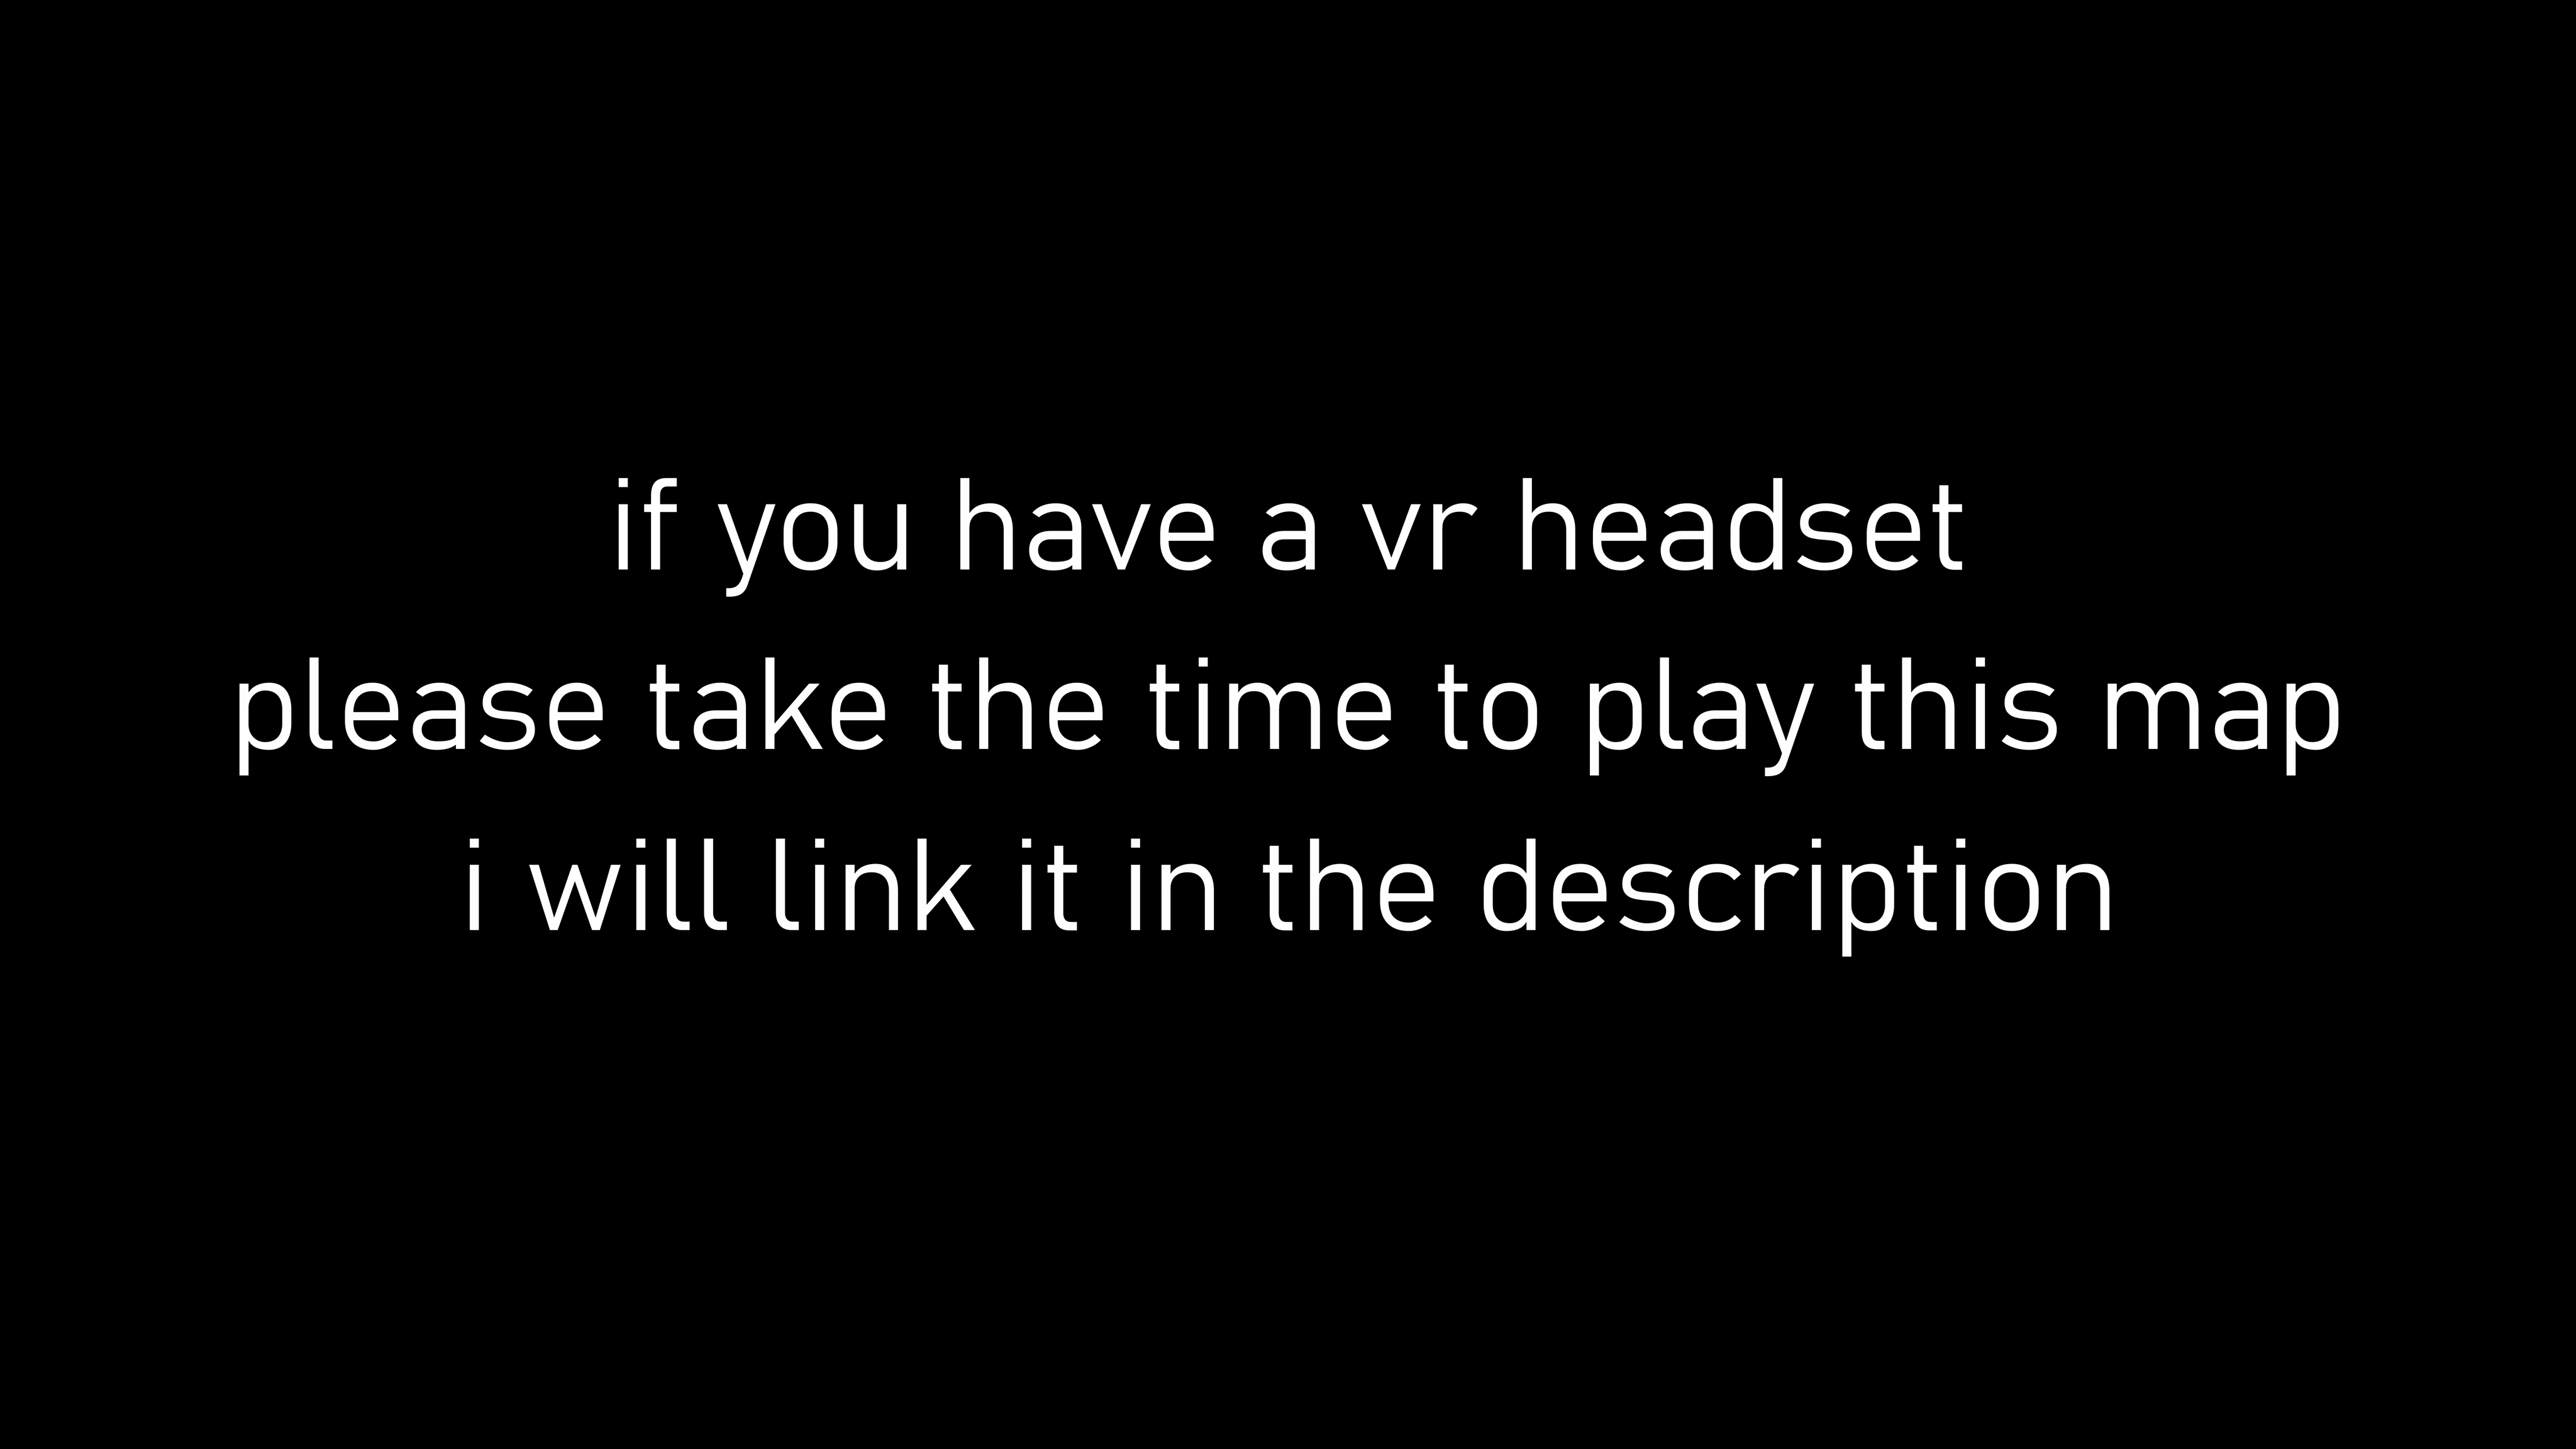 if you have a vr headset
please take the time to play this map
i will link it in the description